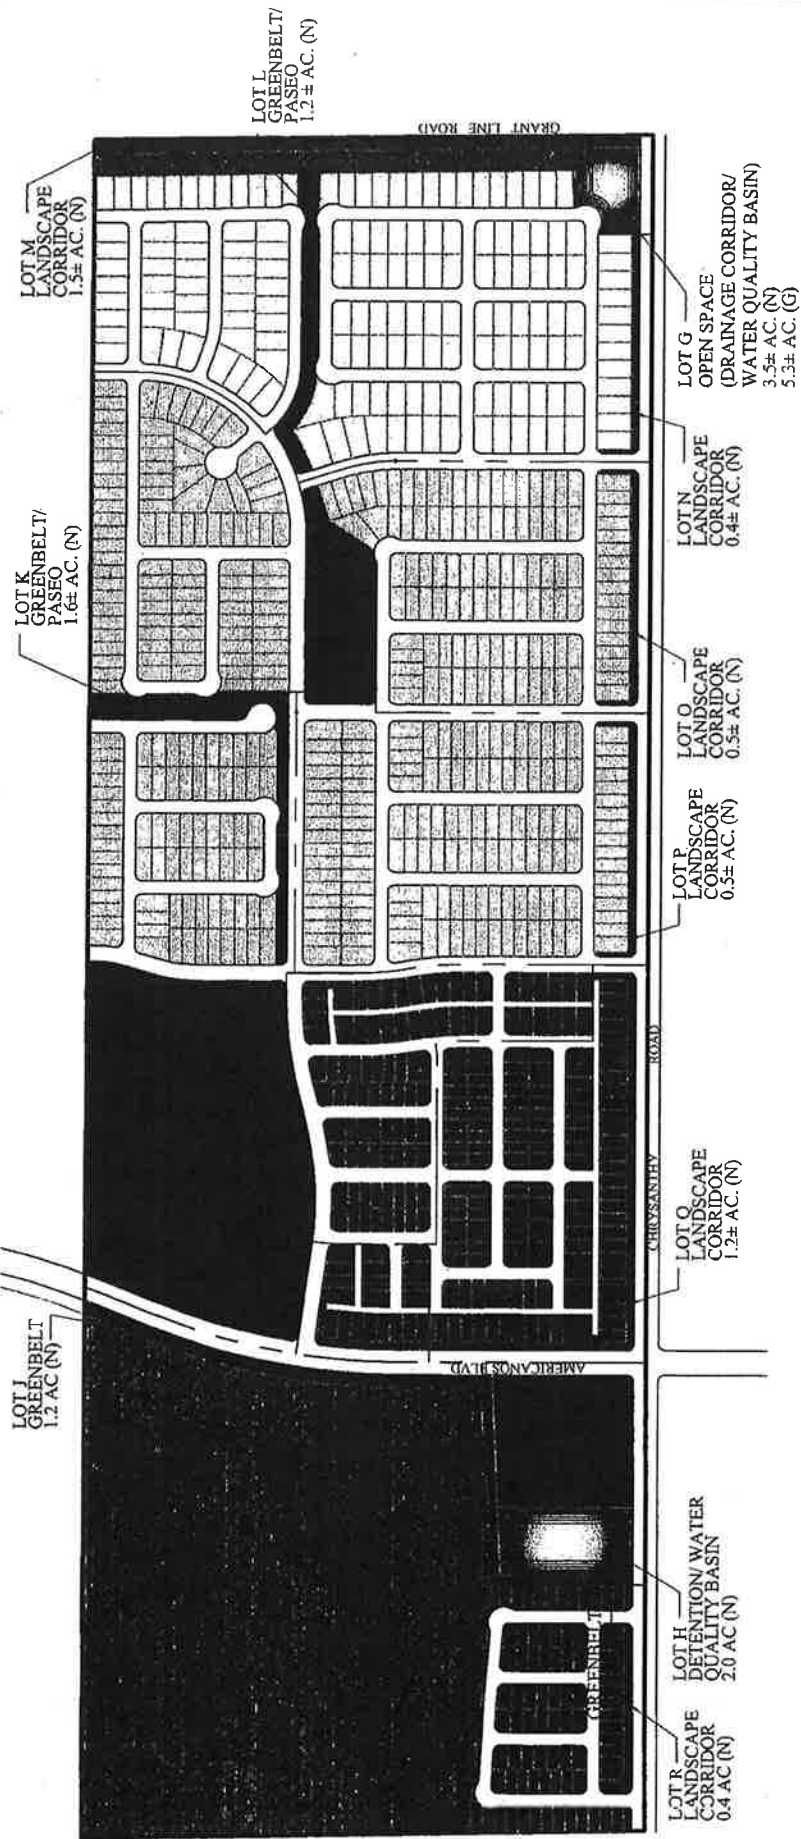 LOT M
LANDSCAPE
CORRIDOR
1.5± AC. (N)
LOT L
GREENBELT/
PASEO
1.2 ± AC. (N)
GRANT LINE ROAD
LOT K
GREENBELT/
PASEO
1.6± AC. (N)
LOT J
GREENBELT
1.2 AC (N)
LOT G
OPEN SPACE
(DRAINAGE CORRIDOR/
WATER QUALITY BASIN)
3.5± AC. (N)
5.3± AC. (G)
LOT N
LANDSCAPE
CORRIDOR
0.4± AC. (N)
LOT O
LANDSCAPE
CORRIDOR
0.5± AC. (N)
LOT P
LANDSCAPE
CORRIDOR
0.5± AC. (N)
CHRYSANTHY ROAD
LOT Q
LANDSCAPE
CORRIDOR
1.2± AC. (N)
AMERICANOS BLVD
LOT H
DETENTION/WATER
QUALITY BASIN
2.0 AC (N)
(GREENBELT)
LOT R
LANDSCAPE
CORRIDOR
0.4 AC (N)